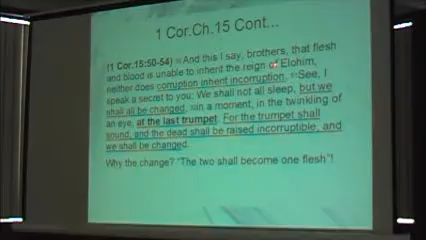 1 Cor.Ch.15 Cont...
(1 Cor.15:50-54) 50And this I say, brothers, that flesh
and blood is unable to inherit the reign of Elohim,
neither does corruption inherit incorruption. 51See, I
speak a secret to you: We shall not all sleep, but we
shall all be changed, 52in a moment, in the twinkling of
an eye, at the last trumpet. For the trumpet shall
sound, and the dead shall be raised incorruptible, and
we shall be changed.
Why the change? "The two shall become one flesh"!